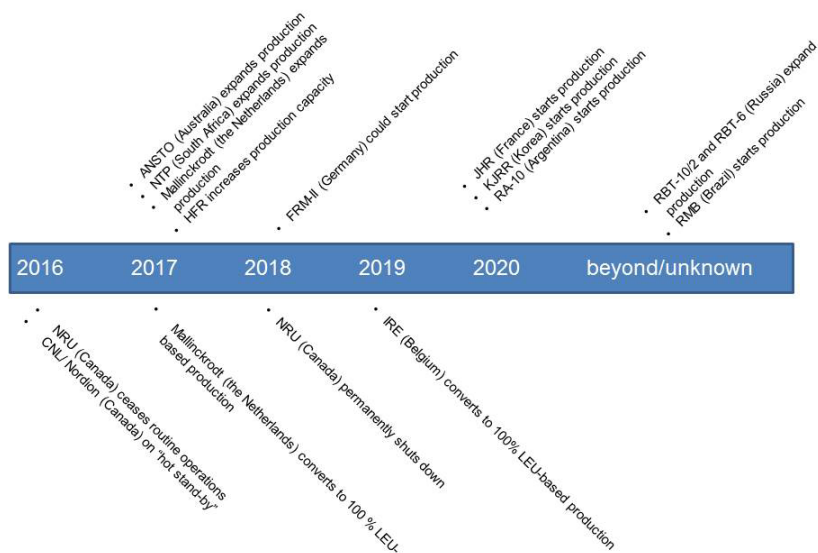 • ANSTO (Australia) expands production
• NTP (South Africa) expands production
• Mallinckrodt (the Netherlands) expands
production
• HFR increases production capacity
• FRM-II (Germany) could start production
• JHR (France) starts production
• KJRR (Korea) starts production
• RA-10 (Argentina) starts production
• RBT-10/2 and RBT-6 (Russia) expand
production
• RMB (Brazil) starts production
2016 2017 2018 2019 2020 beyond/unknown
• NRU (Canada) ceases routine operations
• CNL/ Nordion (Canada) on “hot stand-by”
• Mallinckrodt (the Netherlands) converts to 100 % LEU-
based production
• NRU (Canada) permanently shuts down
• IRE (Belgium) converts to 100% LEU-based production